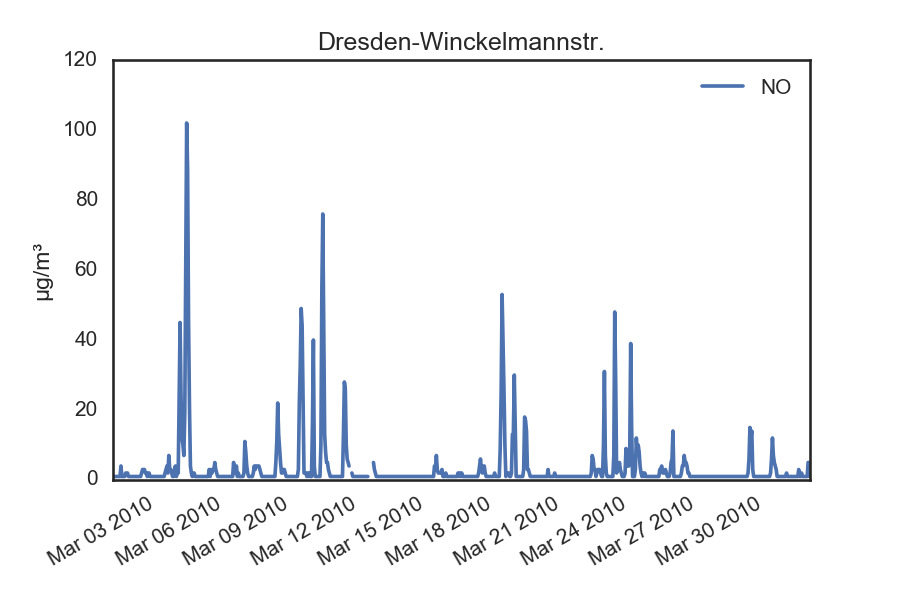 Dresden-Winckelmannstr.
NO
µg/m³
120
100
80
60
40
20
0
Mar 03 2010
Mar 06 2010
Mar 09 2010
Mar 12 2010
Mar 15 2010
Mar 18 2010
Mar 21 2010
Mar 24 2010
Mar 27 2010
Mar 30 2010